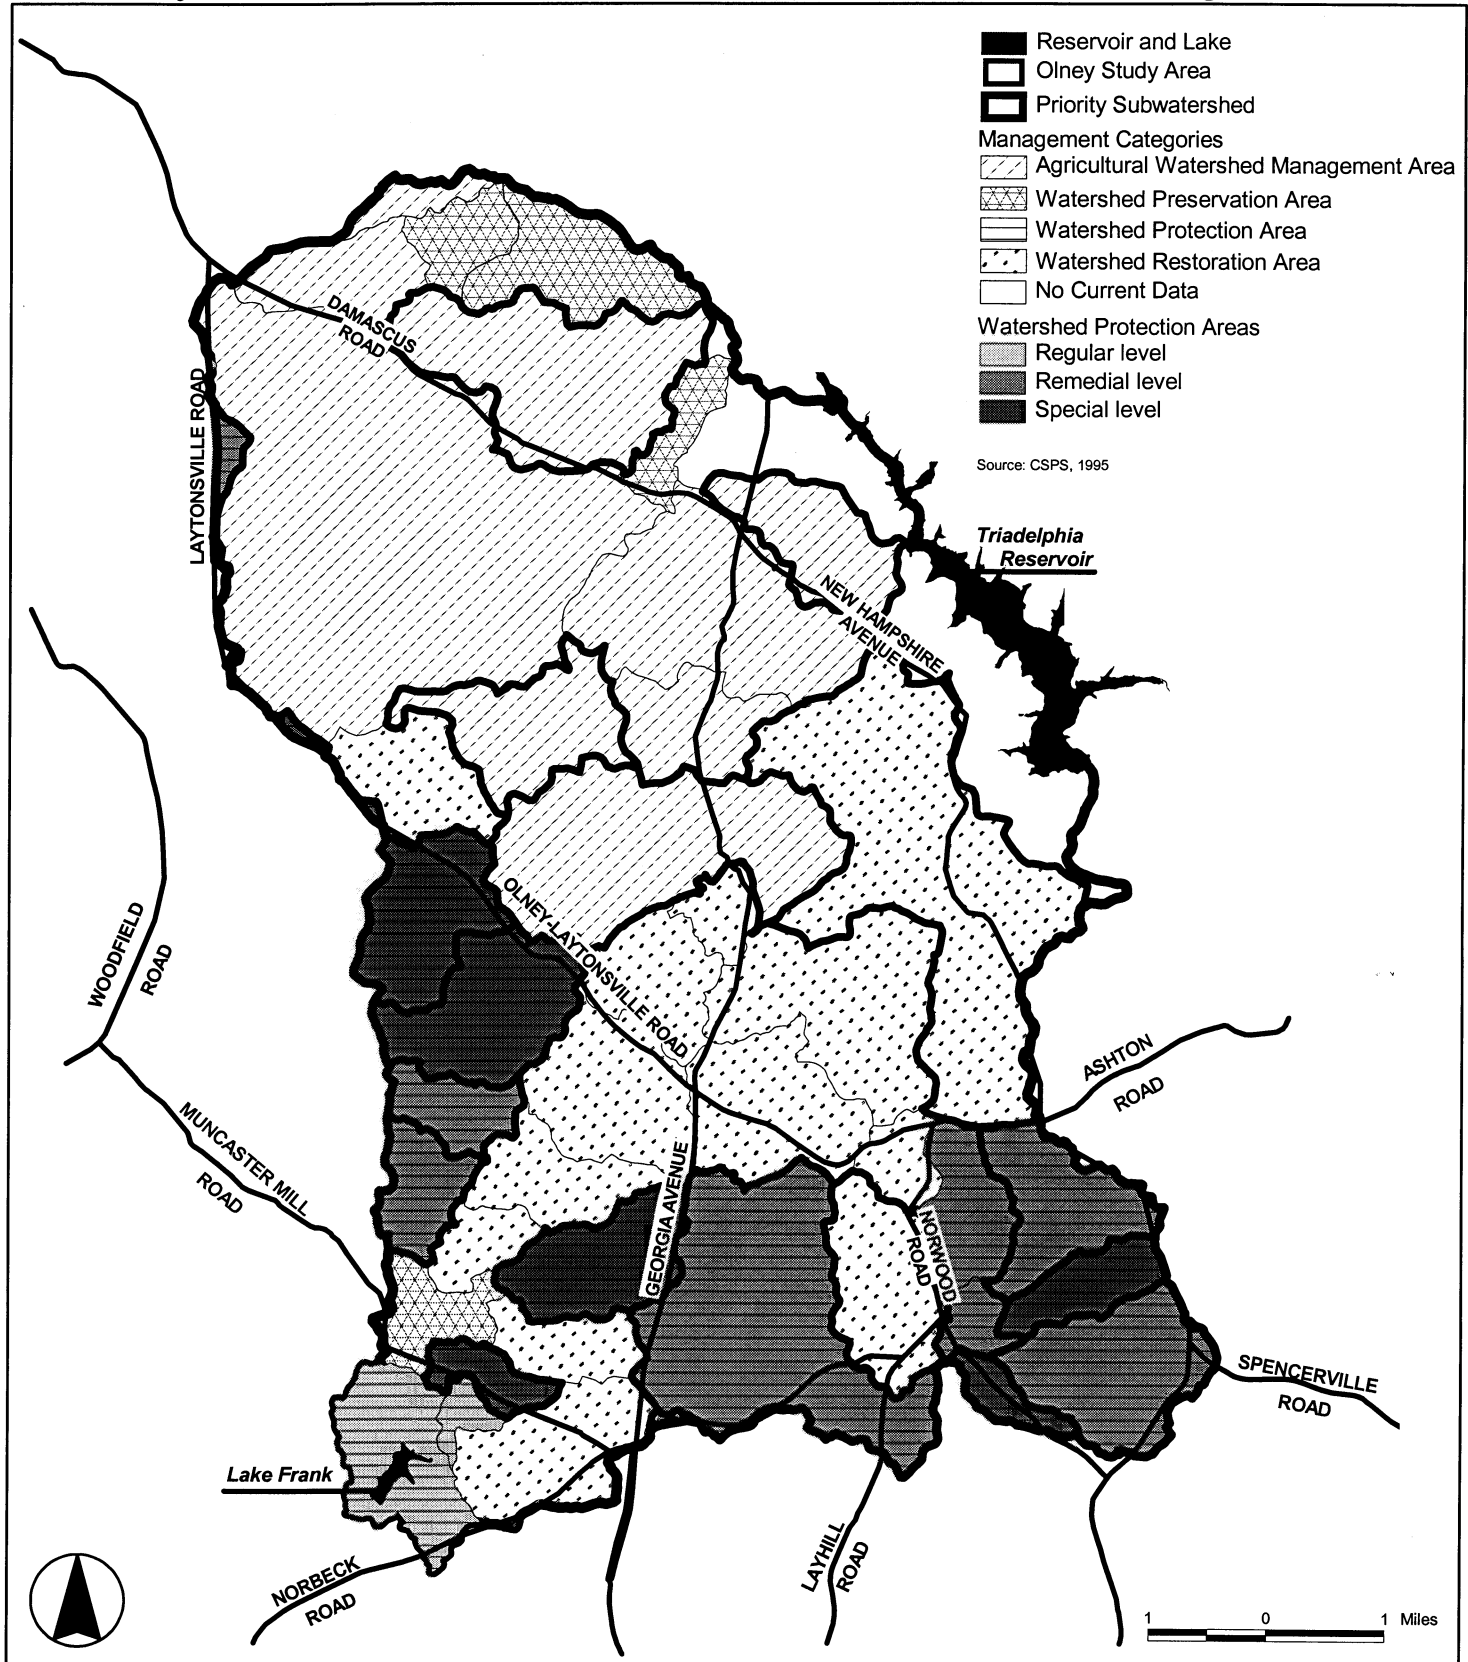 Reservoir and Lake
Olney Study Area
Priority Subwatershed
Management Categories
Agricultural Watershed Management Area
Watershed Preservation Area
Watershed Protection Area
Watershed Restoration Area
No Current Data
Watershed Protection Areas
Regular level
Remedial level
Special level
Source: CSPS, 1995
DAMASCUS
ROAD
LAYTONSVILLE ROAD
Triadelphia
Reservoir
NEW HAMPSHIRE
AVENUE
OLNEY-LAYTONSVILLE ROAD
WOODFIELD
ROAD
ASHTON
ROAD
MUNCASTER MILL
ROAD
GEORGIA AVENUE
NORWOOD
ROAD
SPENCERVILLE
ROAD
Lake Frank
NORBECK
ROAD
LAYHILL
ROAD
1 0 1 Miles